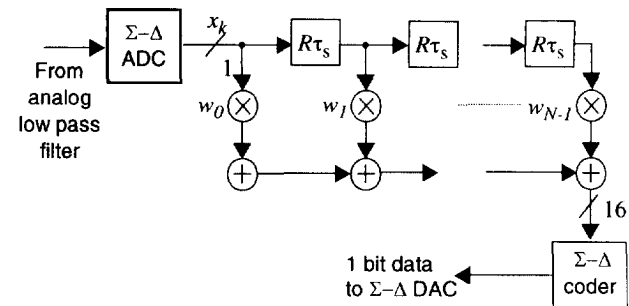 Σ−Δ
ADC
x_k
1
Rτ_s
Rτ_s
Rτ_s
From
analog
low pass
filter
w_0
w_1
w_{N-1}
16
1 bit data
to Σ−Δ DAC
Σ−Δ
coder